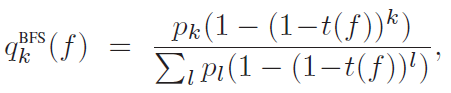 q_k^{BFS}(f) = \frac{p_k(1 - (1-t(f))^k)}{\sum_l p_l(1 - (1-t(f))^l)},